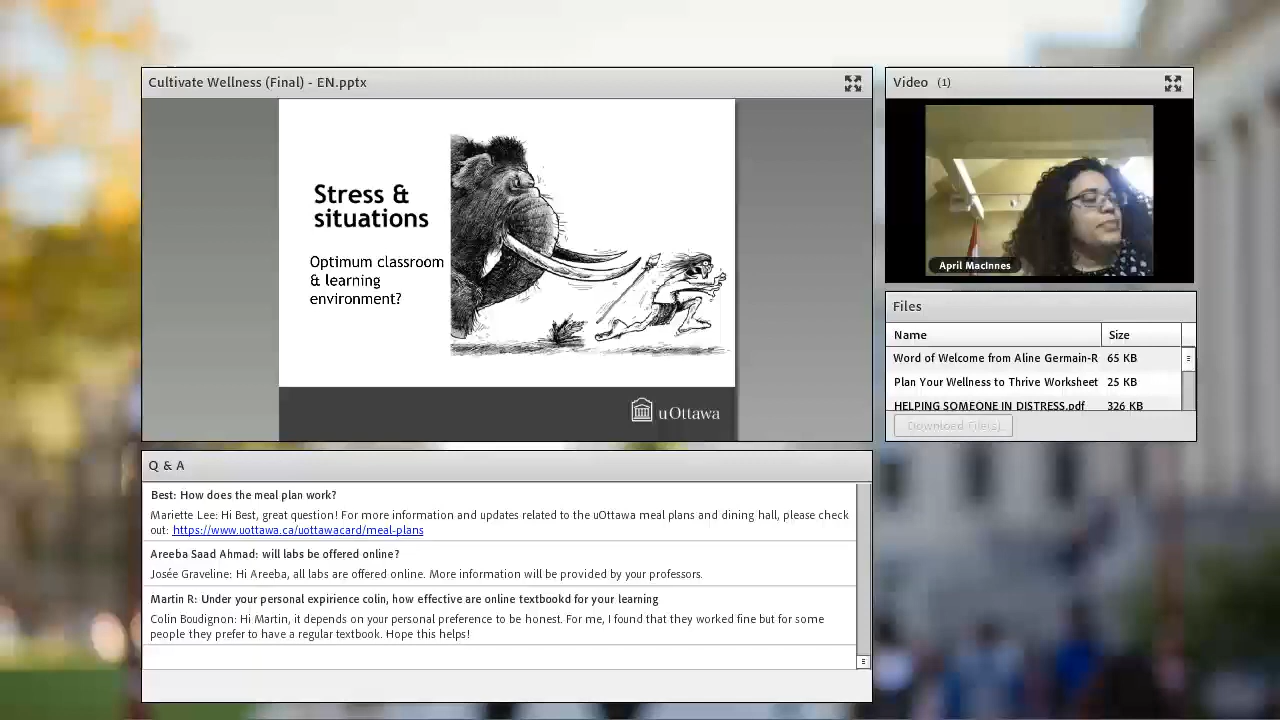 Cultivate Wellness (Final) - EN.pptx
Stress &
situations
Optimum classroom
& learning
environment?
uOttawa
Video (1)
April MacInnes
Files
Name Size
Word of Welcome from Aline Germain-R 65 KB
Plan Your Wellness to Thrive Worksheet 25 KB
HELPING SOMEONE IN DISTRESS.pdf 326 KB
Download File(s)
Q & A
Best: How does the meal plan work?
Mariette Lee: Hi Best, great question! For more information and updates related to the uOttawa meal plans and dining hall, please check
out: https://www.uottawa.ca/uottawacard/meal-plans
Areeba Saad Ahmad: will labs be offered online?
Josée Graveline: Hi Areeba, all labs are offered online. More information will be provided by your professors.
Martin R: Under your personal expirience colin, how effective are online textbookd for your learning
Colin Boudignon: Hi Martin, it depends on your personal preference to be honest. For me, I found that they worked fine but for some
people they prefer to have a regular textbook. Hope this helps!